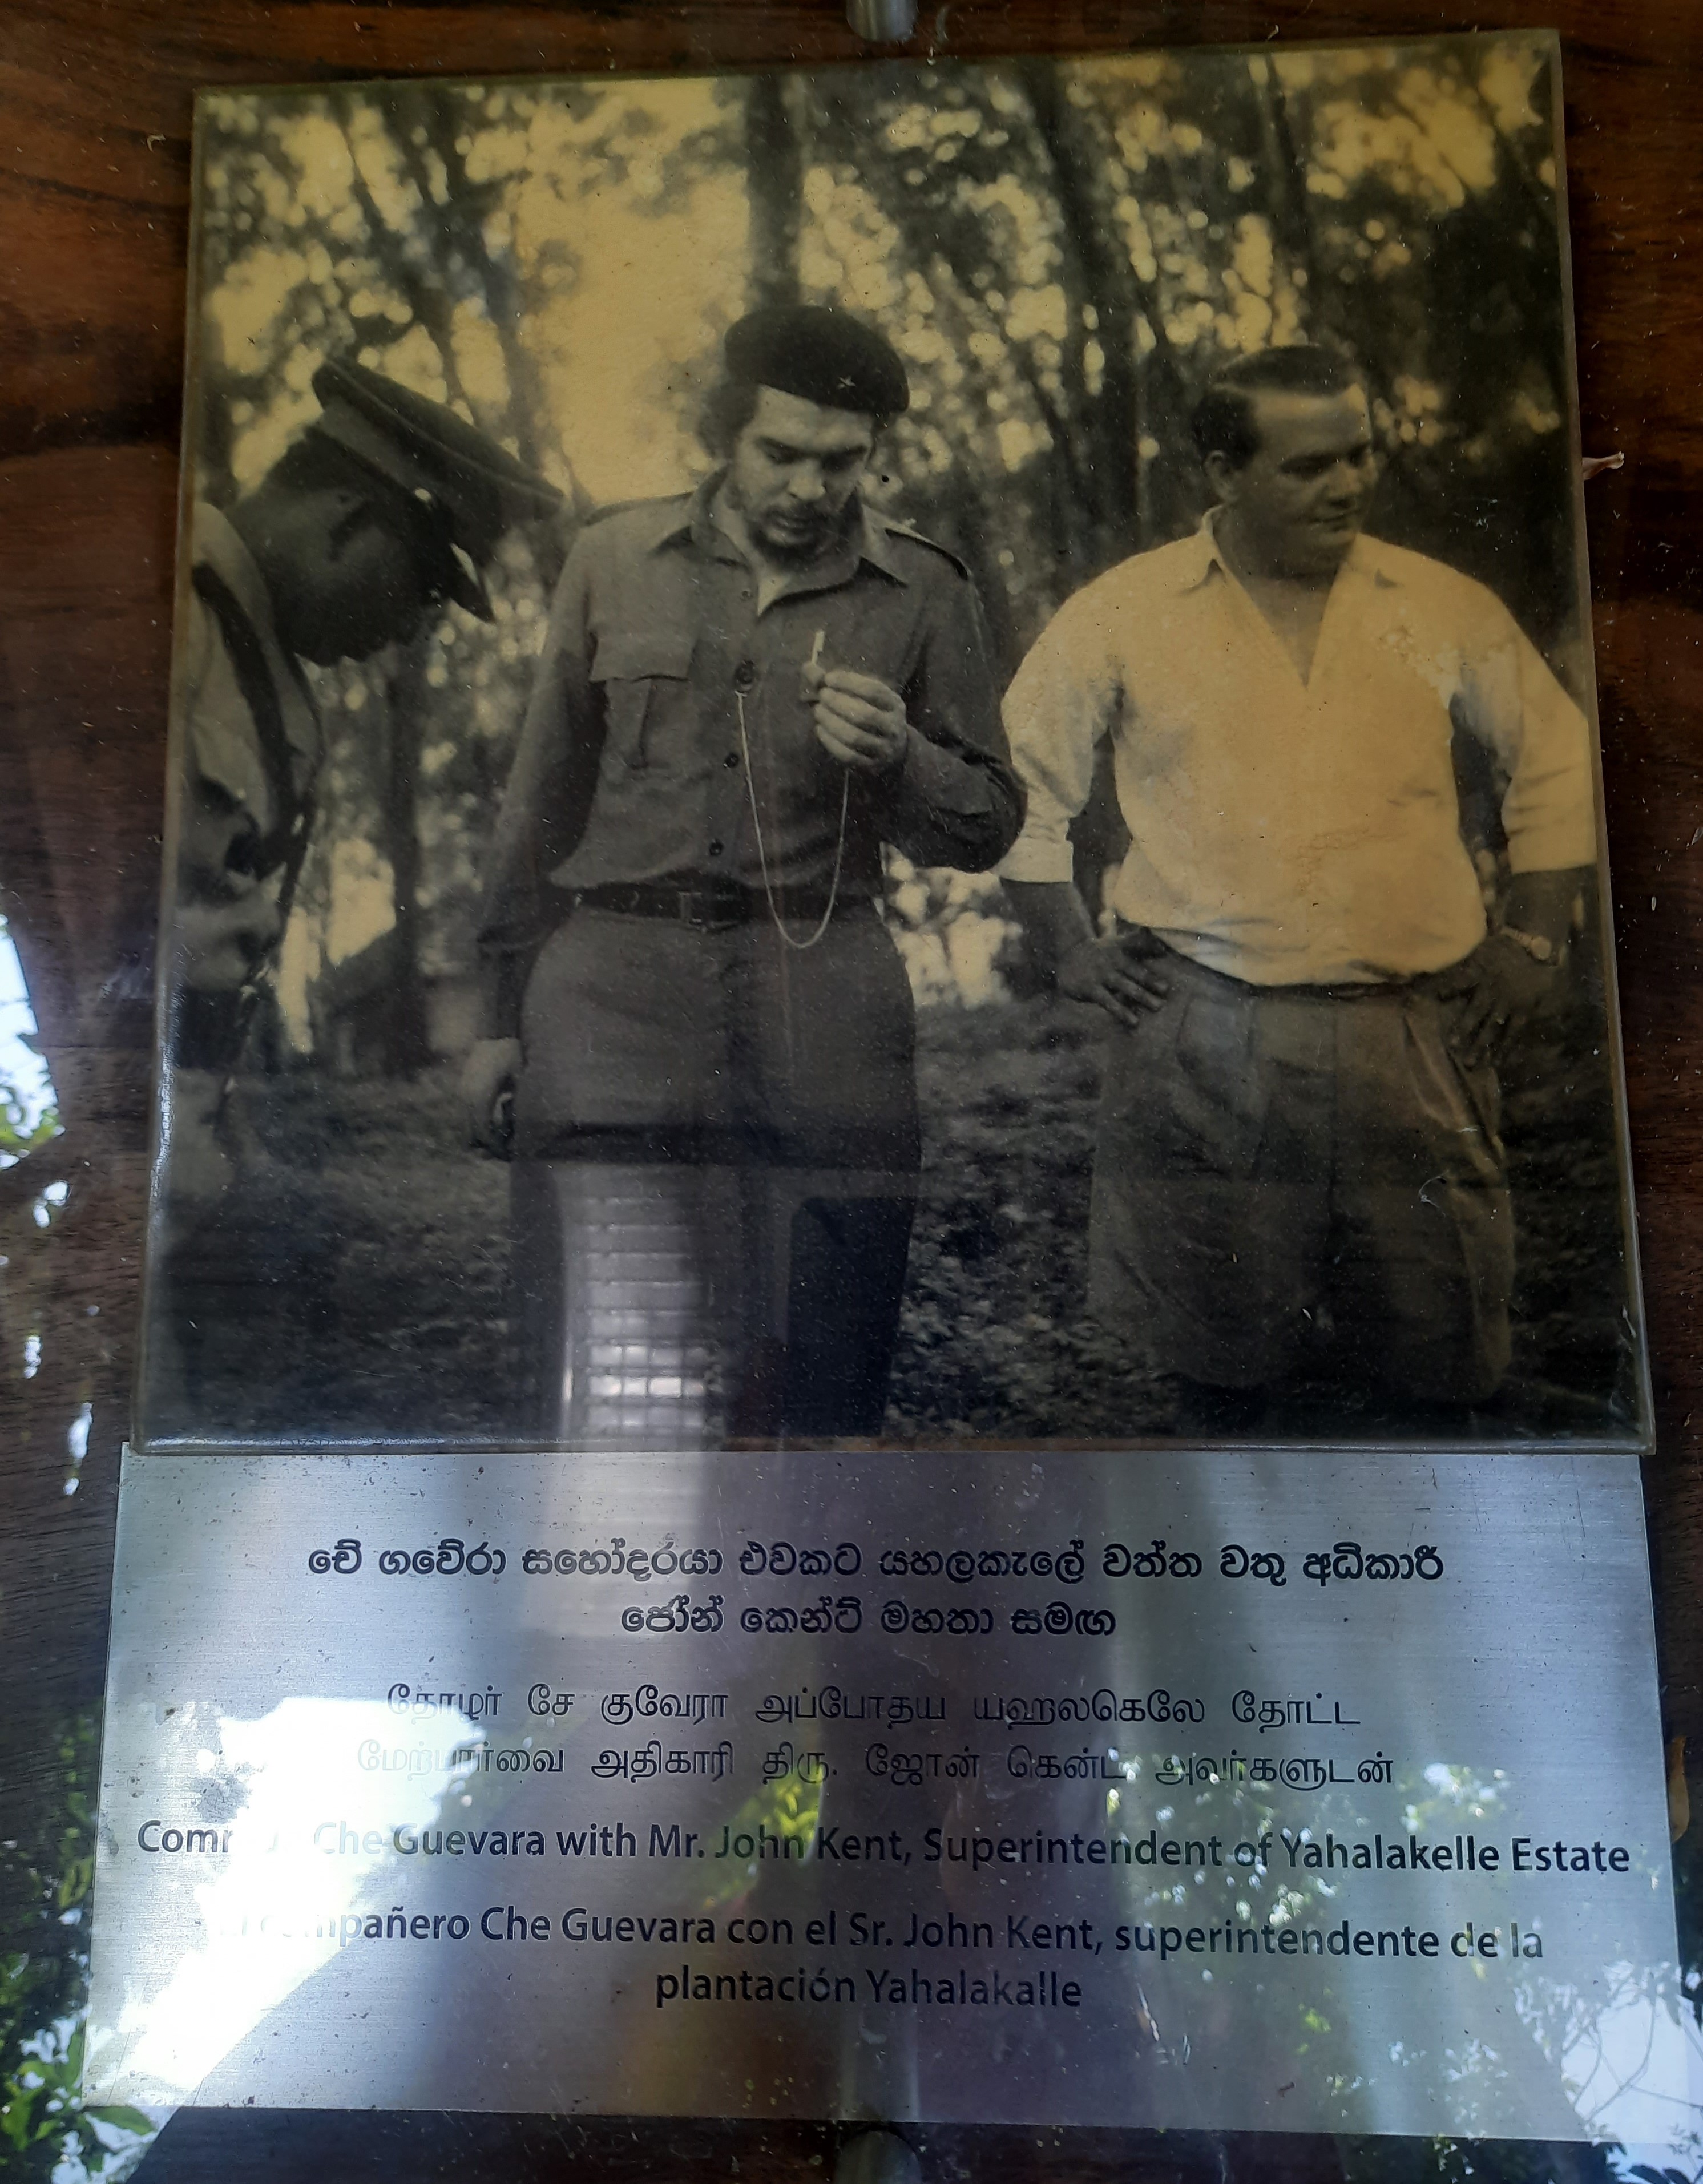 චේ ගවේරා සහෝදරයා එවකට යහලකැලේ වත්ත වතු අධිකාරී
ජෝන් කෙන්ට් මහතා සමඟ
தோழர் சே குவேரா அப்போதய யஹலகெலே தோட்ட
மேற்பார்வை அதிகாரி திரு. ஜோன் கென்ட் அவர்களுடன்
Che Guevara with Mr. John Kent, Superintendent of Yahalakelle Estate
Che Guevara con el Sr. John Kent, superintendente de la
plantación Yahalakalle